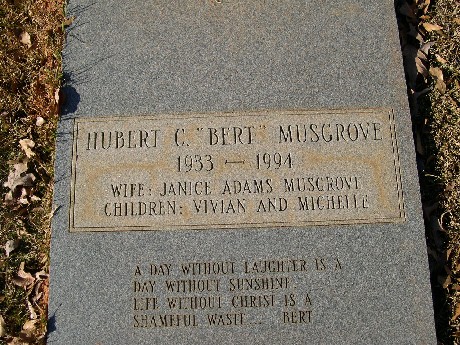 HUBERT C. "BERT" MUSGROVE
1933 — 1994
WIFE: JANICE ADAMS MUSGROVE
CHILDREN: VIVIAN AND MICHELLE
A DAY WITHOUT LAUGHTER IS A
DAY WITHOUT SUNSHINE
LIFE WITHOUT CHRIST IS A
SHAMEFUL WASTE ... BERT